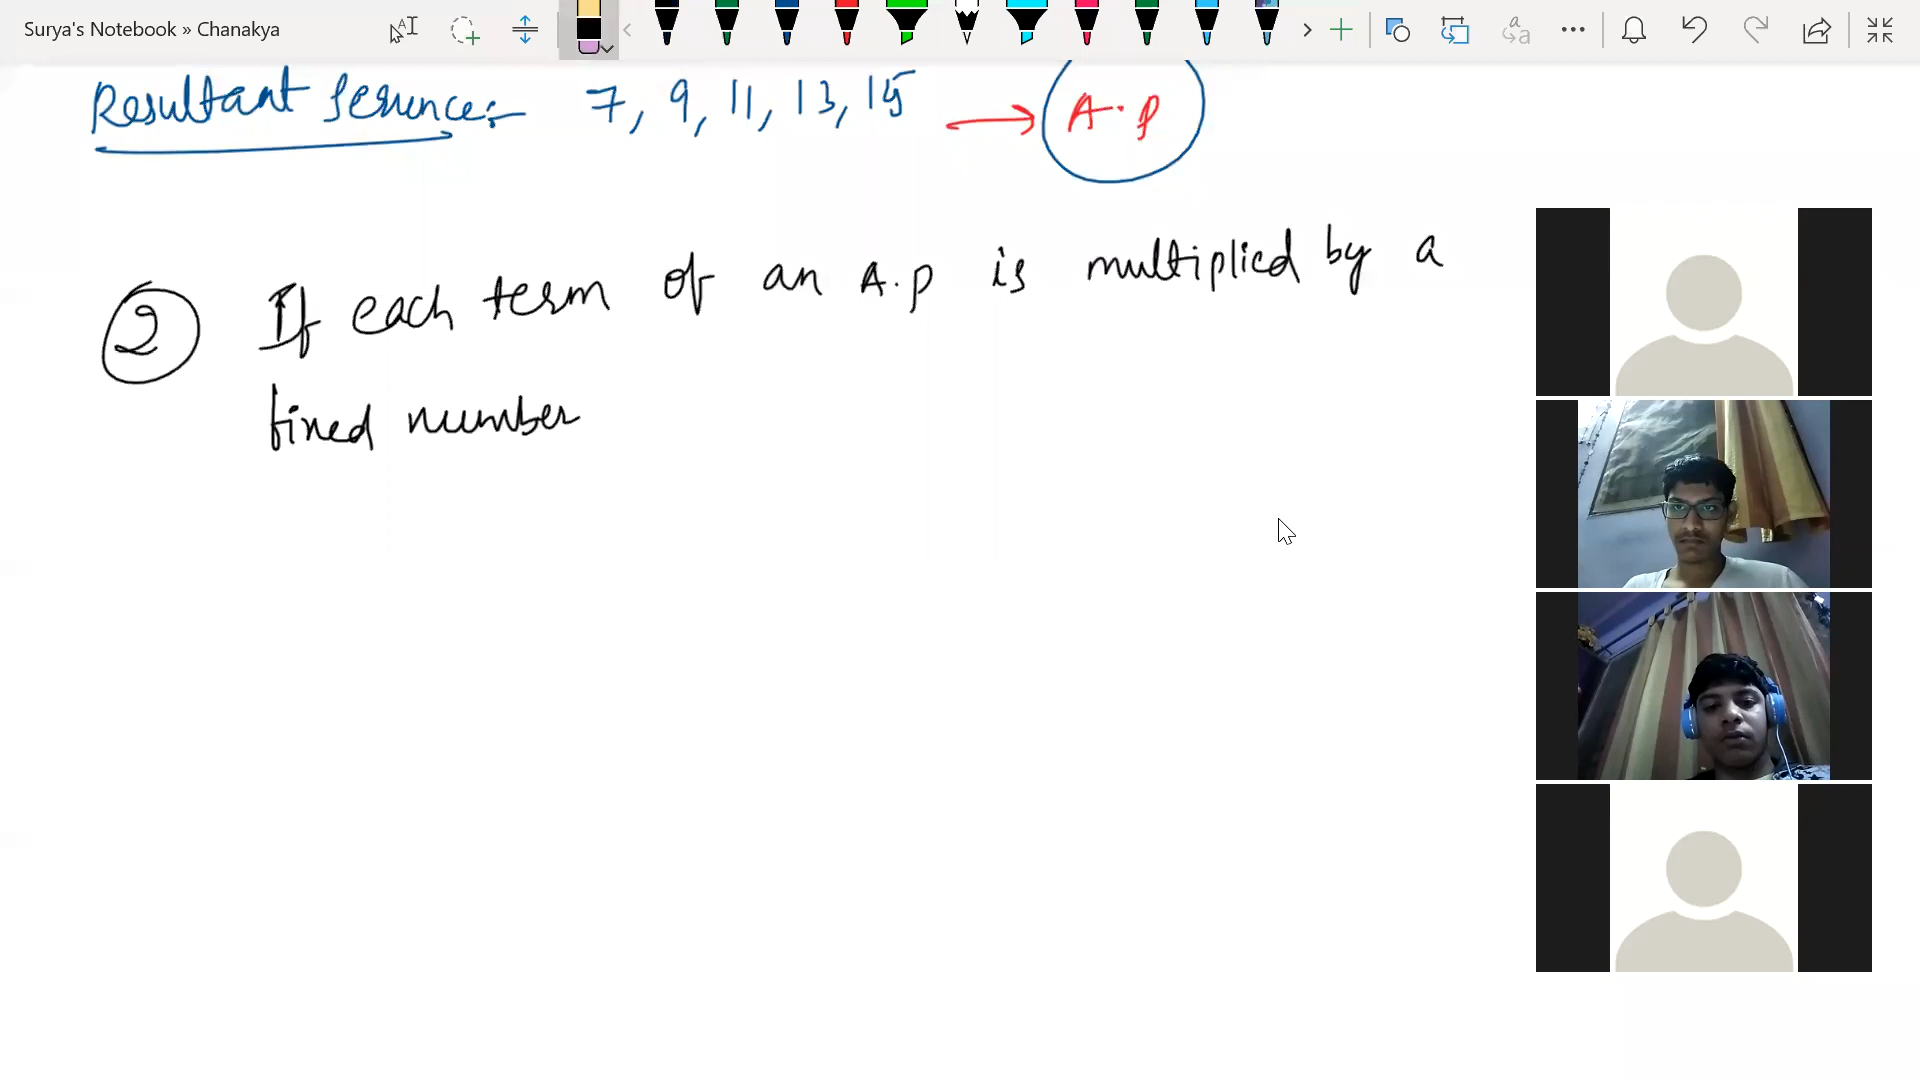 Surya's Notebook » Chanakya
Resultant Serunce:- 7, 9, 11, 13, 15 → A.P
2 If each term of an A.P is multiplied by a
fixed number